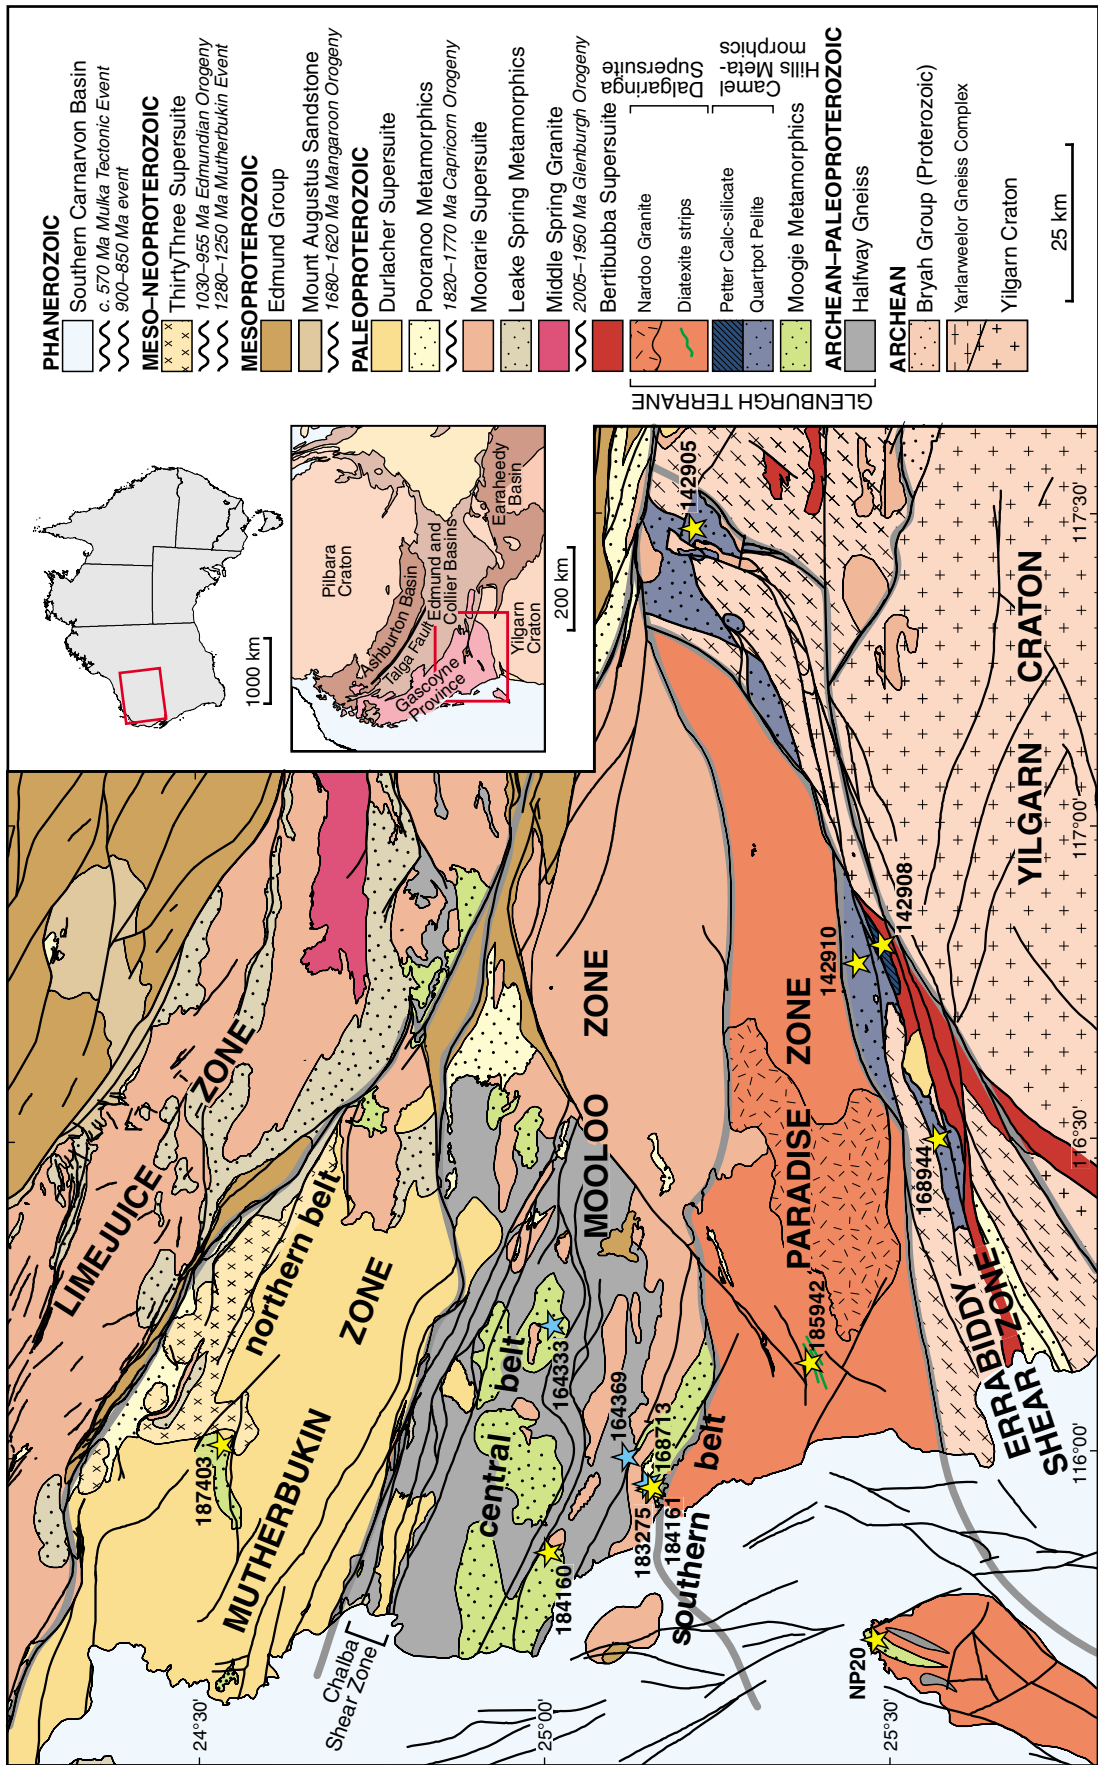 PHANEROZOIC
Southern Carnarvon Basin
c. 570 Ma Mulka Tectonic Event
900–850 Ma event
MESO–NEOPROTEROZOIC
ThirtyThree Supersuite
1030–955 Ma Edmundian Orogeny
1280–1250 Ma Mutherbukin Event
MESOPROTEROZOIC
Edmund Group
Mount Augustus Sandstone
1680–1620 Ma Mangaroon Orogeny
PALEOPROTEROZOIC
Durlacher Supersuite
Pooranoo Metamorphics
1820–1770 Ma Capricorn Orogeny
Moorarie Supersuite
Leake Spring Metamorphics
Middle Spring Granite
2005–1950 Ma Glenburgh Orogeny
Bertibubba Supersuite
Nardoo Granite
Diatexite strips
Dalgaringa
Supersuite
Petter Calc-silicate
Quartpot Pelite
Camel
Hills Meta-
morphics
Moogie Metamorphics
ARCHEAN–PALEOPROTEROZOIC
Halfway Gneiss
GLENBURGH TERRANE
ARCHEAN
Bryah Group (Proterozoic)
Yarlarweelor Gneiss Complex
Yilgarn Craton
25 km
1000 km
Pilbara
Craton
Ashburton Basin
Talga Fault
Edmund and
Collier Basins
Gascoyne
Province
Earaheedy
Basin
Yilgarn
Craton
200 km
LIMEJUICE
ZONE
northern belt
187403
MUTHERBUKIN
ZONE
Chalba
Shear Zone
central
belt
164333
164369
184160
MOOLOO
ZONE
183275
168713
184161
southern
belt
PARADISE
ZONE
185942
NP20
142910
142908
142905
168944
ERRABIDDY
SHEAR
ZONE
YILGARN
CRATON
24°30'
25°00'
25°30'
116°00'
116°30'
117°00'
117°30'